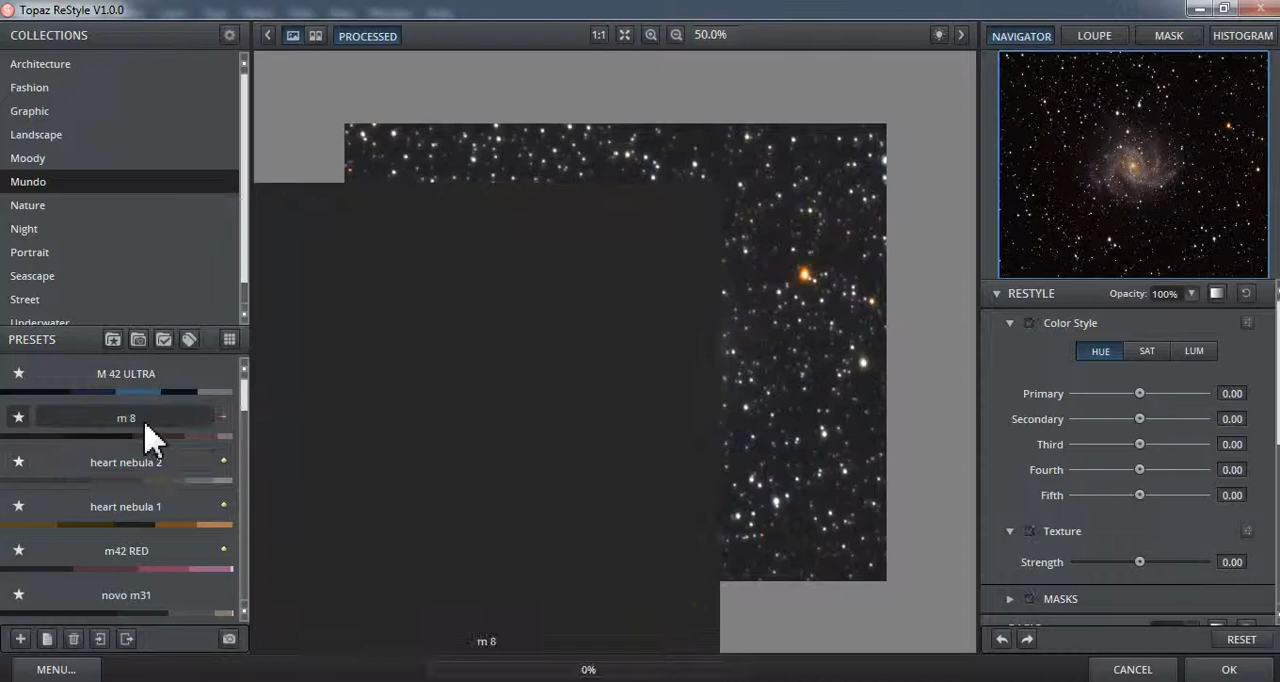 Topaz ReStyle V1.0.0
COLLECTIONS
PROCESSED
1:1
50.0%
NAVIGATOR
LOUPE
MASK
HISTOGRAM
Architecture
Fashion
Graphic
Landscape
Moody
Mundo
Nature
Night
Portrait
Seascape
Street
Underwater
RESTYLE
Opacity:
100%
Color Style
HUE
SAT
LUM
Primary
0.00
Secondary
0.00
Third
0.00
Fourth
0.00
Fifth
0.00
Texture
Strength
0.00
MASKS
PRESETS
M 42 ULTRA
m 8
heart nebula 2
heart nebula 1
m42 RED
novo m31
m 8
RESET
MENU...
0%
CANCEL
OK